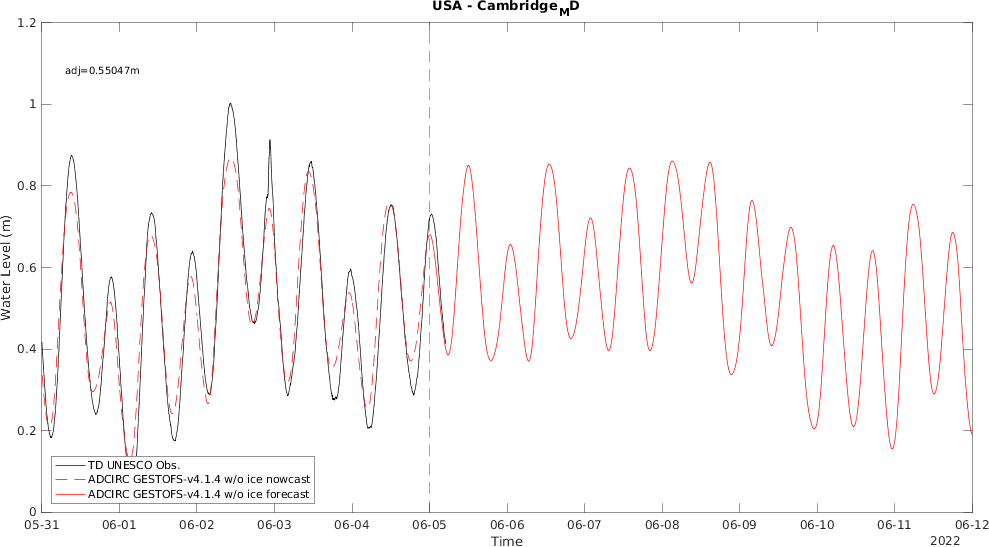 USA - Cambridge_MD
1.2
adj=0.55047m
1
0.8
0.6
0.4
0.2
0
Water Level (m)
TD UNESCO Obs.
ADCIRC GESTOFS-v4.1.4 w/o ice nowcast
ADCIRC GESTOFS-v4.1.4 w/o ice forecast
05-31 06-01 06-02 06-03 06-04 06-05 06-06 06-07 06-08 06-09 06-10 06-11 06-12
Time
2022